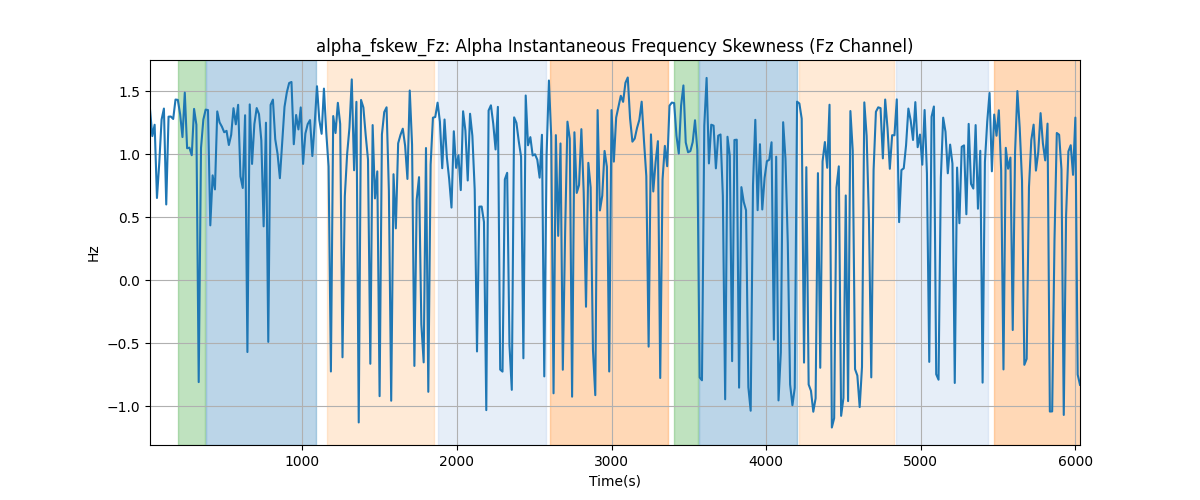 alpha_fskew_Fz: Alpha Instantaneous Frequency Skewness (Fz Channel)
1.5
1.0
0.5
0.0
−0.5
−1.0
Hz
1000 2000 3000 4000 5000 6000
Time(s)